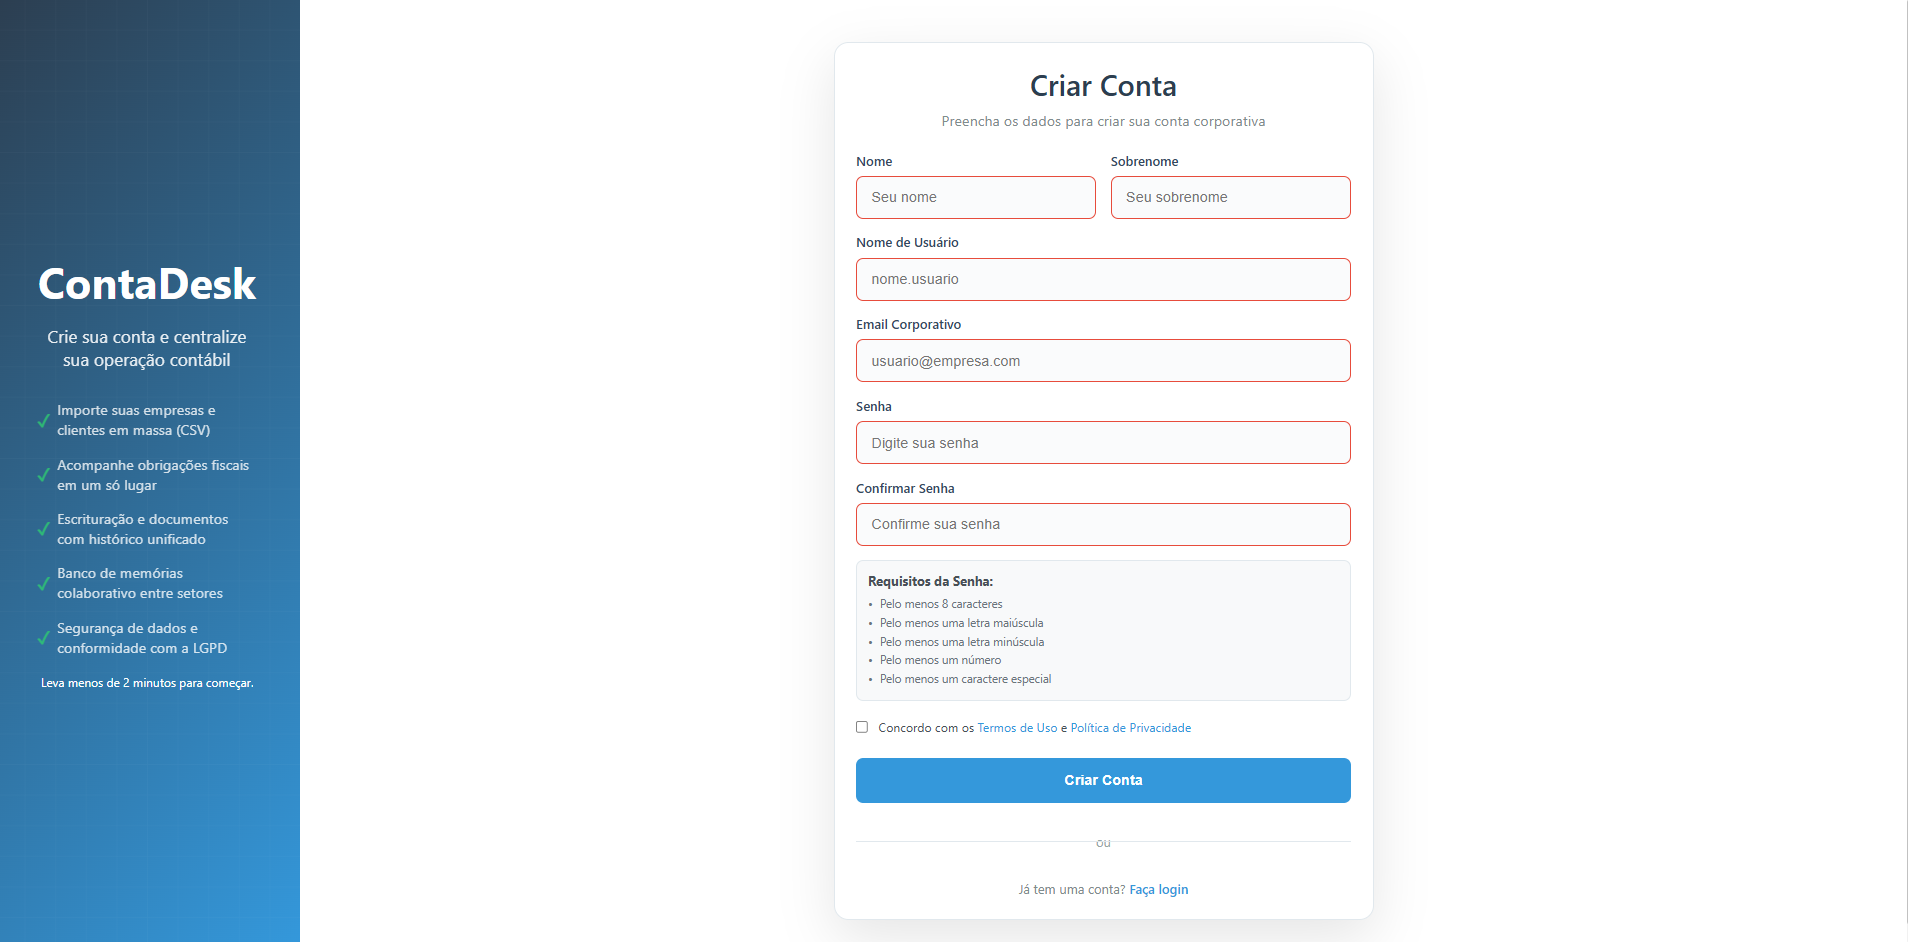 ContaDesk
Crie sua conta e centralize
sua operação contábil
✓ Importe suas empresas e
clientes em massa (CSV)
✓ Acompanhe obrigações fiscais
em um só lugar
✓ Escrituração e documentos
com histórico unificado
✓ Banco de memórias
colaborativo entre setores
✓ Segurança de dados e
conformidade com a LGPD
Leva menos de 2 minutos para começar.
Criar Conta
Preencha os dados para criar sua conta corporativa
Nome
Seu nome
Sobrenome
Seu sobrenome
Nome de Usuário
nome.usuario
Email Corporativo
usuario@empresa.com
Senha
Digite sua senha
Confirmar Senha
Confirme sua senha
Requisitos da Senha:
• Pelo menos 8 caracteres
• Pelo menos uma letra maiúscula
• Pelo menos uma letra minúscula
• Pelo menos um número
• Pelo menos um caractere especial
Concordo com os Termos de Uso e Política de Privacidade
Criar Conta
ou
Já tem uma conta? Faça login